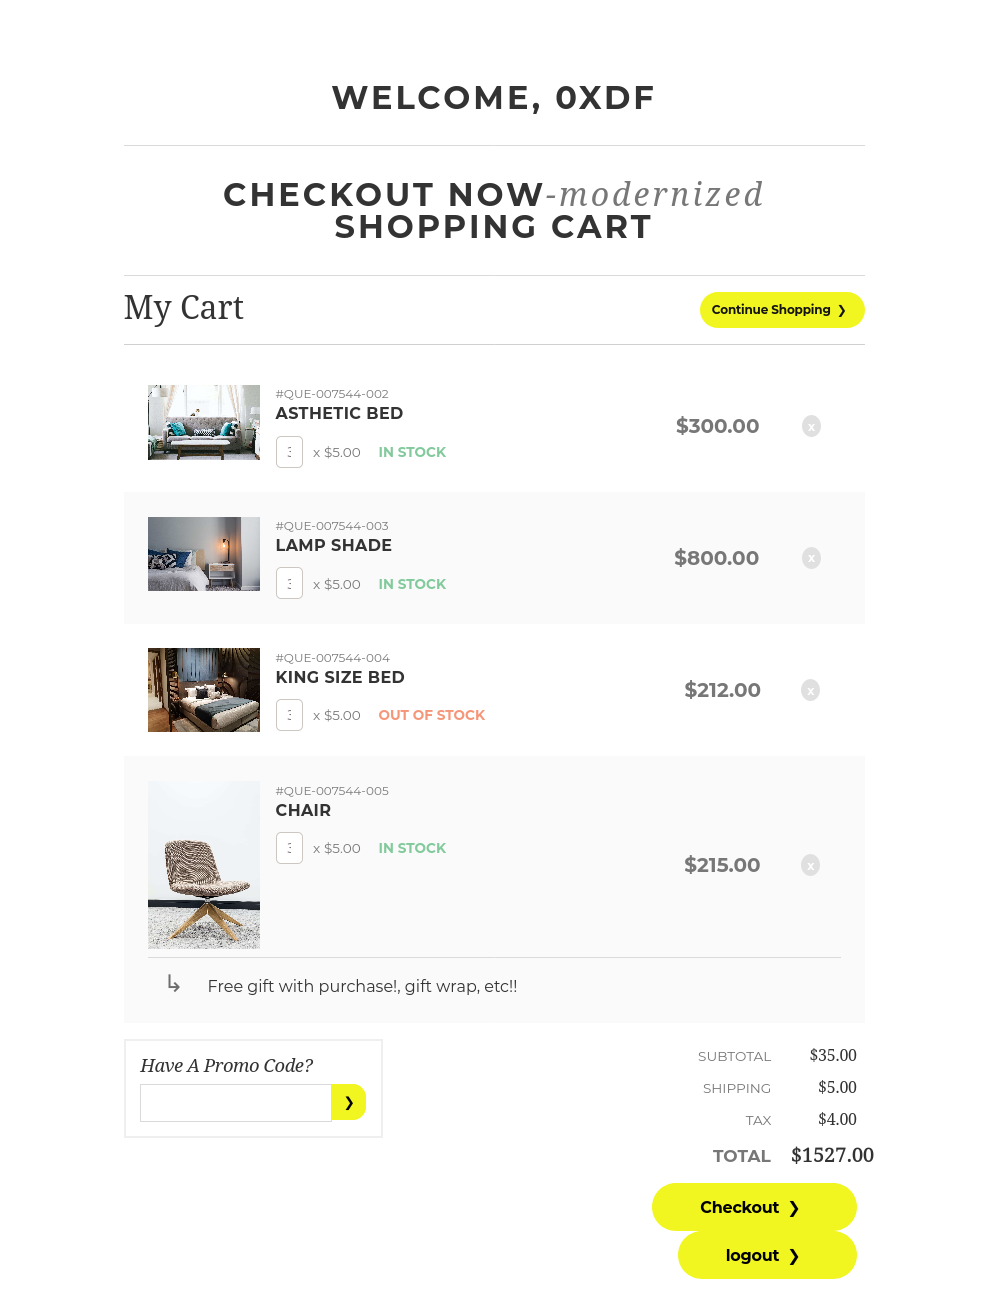 WELCOME, 0XDF
CHECKOUT NOW-modernized
SHOPPING CART
My Cart
Continue Shopping ❯
#QUE-007544-002
ASTHETIC BED
x $5.00 IN STOCK
$300.00
x
#QUE-007544-003
LAMP SHADE
x $5.00 IN STOCK
$800.00
x
#QUE-007544-004
KING SIZE BED
x $5.00 OUT OF STOCK
$212.00
x
#QUE-007544-005
CHAIR
x $5.00 IN STOCK
$215.00
x
↳ Free gift with purchase!, gift wrap, etc!!
Have A Promo Code?
❯
SUBTOTAL $35.00
SHIPPING $5.00
TAX $4.00
TOTAL $1527.00
Checkout ❯
logout ❯